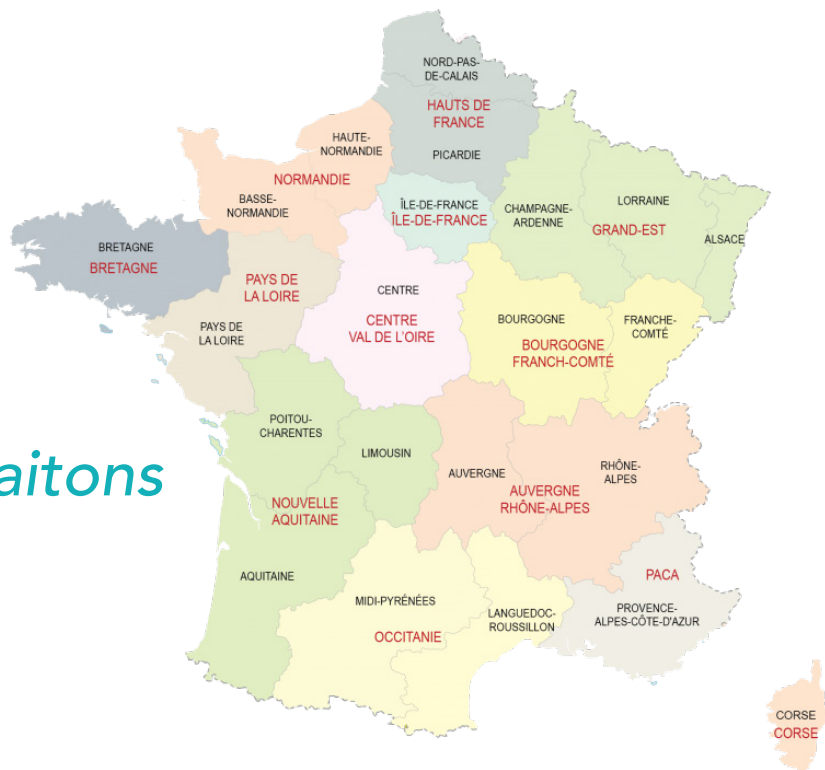 NORD-PAS-
DE-CALAIS
HAUTS DE
FRANCE
PICARDIE
HAUTE-
NORMANDIE
NORMANDIE
BASSE-
NORMANDIE
ÎLE-DE-FRANCE
ÎLE-DE-FRANCE
CHAMPAGNE-
ARDENNE
LORRAINE
GRAND-EST
ALSACE
BRETAGNE
BRETAGNE
PAYS DE
LA LOIRE
PAYS DE
LA LOIRE
CENTRE
CENTRE
VAL DE L'OIRE
BOURGOGNE
FRANCHE-
COMTÉ
BOURGOGNE
FRANCH-COMTÉ
POITOU-
CHARENTES
LIMOUSIN
aitons
NOUVELLE
AQUITAINE
AQUITAINE
AUVERGNE
RHÔNE-
ALPES
AUVERGNE
RHÔNE-ALPES
MIDI-PYRÉNÉES
LANGUEDOC-
ROUSSILLON
OCCITANIE
PACA
PROVENCE-
ALPES-CÔTE-D'AZUR
CORSE
CORSE